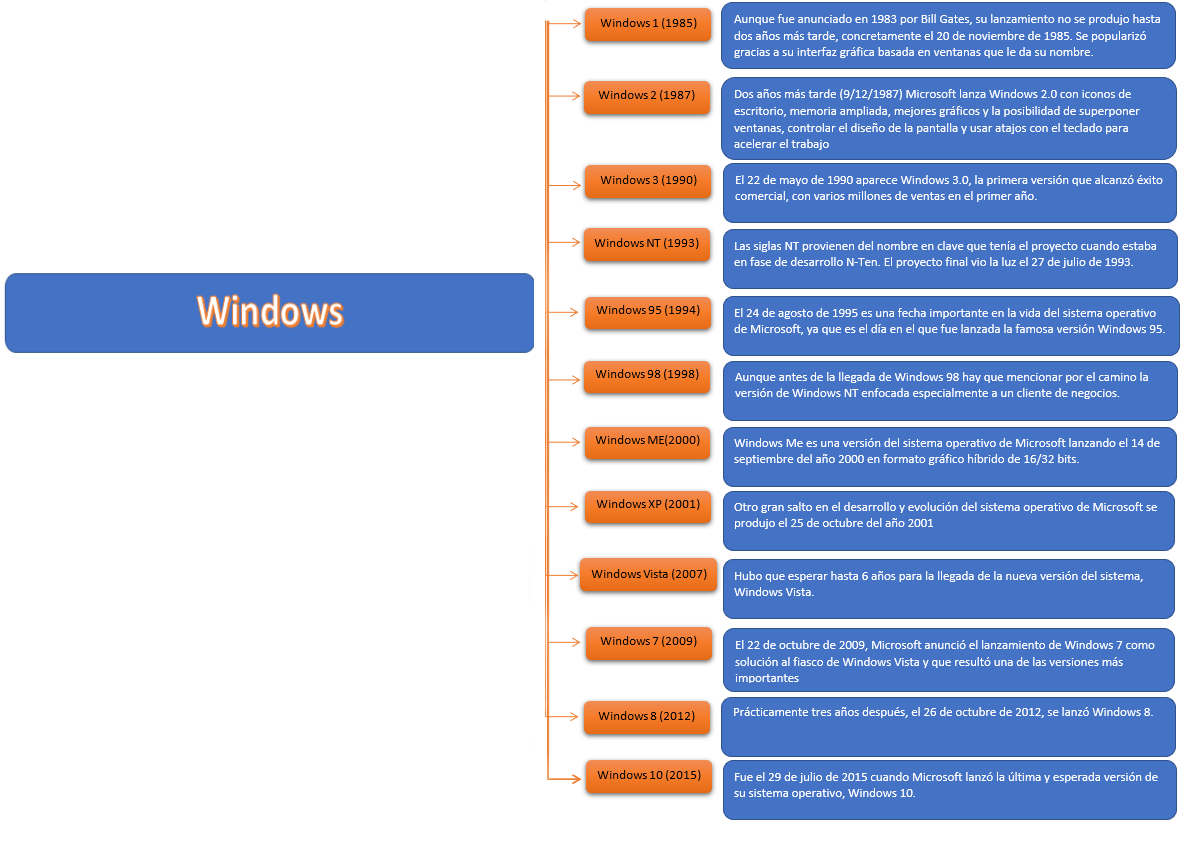 Windows
Windows 1 (1985)
Aunque fue anunciado en 1983 por Bill Gates, su lanzamiento no se produjo hasta
dos años más tarde, concretamente el 20 de noviembre de 1985. Se popularizó
gracias a su interfaz gráfica basada en ventanas que le da su nombre.
Windows 2 (1987)
Dos años más tarde (9/12/1987) Microsoft lanza Windows 2.0 con iconos de
escritorio, memoria ampliada, mejores gráficos y la posibilidad de superponer
ventanas, controlar el diseño de la pantalla y usar atajos con el teclado para
acelerar el trabajo
Windows 3 (1990)
El 22 de mayo de 1990 aparece Windows 3.0, la primera versión que alcanzó éxito
comercial, con varios millones de ventas en el primer año.
Windows NT (1993)
Las siglas NT provienen del nombre en clave que tenía el proyecto cuando estaba
en fase de desarrollo N-Ten. El proyecto final vio la luz el 27 de julio de 1993.
Windows 95 (1994)
El 24 de agosto de 1995 es una fecha importante en la vida del sistema operativo
de Microsoft, ya que es el día en el que fue lanzada la famosa versión Windows 95.
Windows 98 (1998)
Aunque antes de la llegada de Windows 98 hay que mencionar por el camino la
versión de Windows NT enfocada especialmente a un cliente de negocios.
Windows ME(2000)
Windows Me es una versión del sistema operativo de Microsoft lanzando el 14 de
septiembre del año 2000 en formato gráfico híbrido de 16/32 bits.
Windows XP (2001)
Otro gran salto en el desarrollo y evolución del sistema operativo de Microsoft se
produjo el 25 de octubre del año 2001
Windows Vista (2007)
Hubo que esperar hasta 6 años para la llegada de la nueva versión del sistema,
Windows Vista.
Windows 7 (2009)
El 22 de octubre de 2009, Microsoft anunció el lanzamiento de Windows 7 como
solución al fiasco de Windows Vista y que resultó una de las versiones más
importantes
Windows 8 (2012)
Prácticamente tres años después, el 26 de octubre de 2012, se lanzó Windows 8.
Windows 10 (2015)
Fue el 29 de julio de 2015 cuando Microsoft lanzó la última y esperada versión de
su sistema operativo, Windows 10.